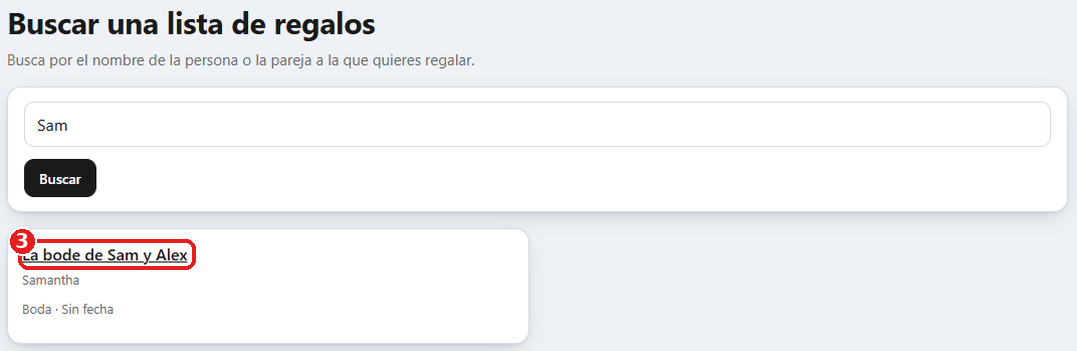 Buscar una lista de regalos
Busca por el nombre de la persona o la pareja a la que quieres regalar.
Sam
Buscar
3
La bode de Sam y Alex
Samantha
Boda · Sin fecha